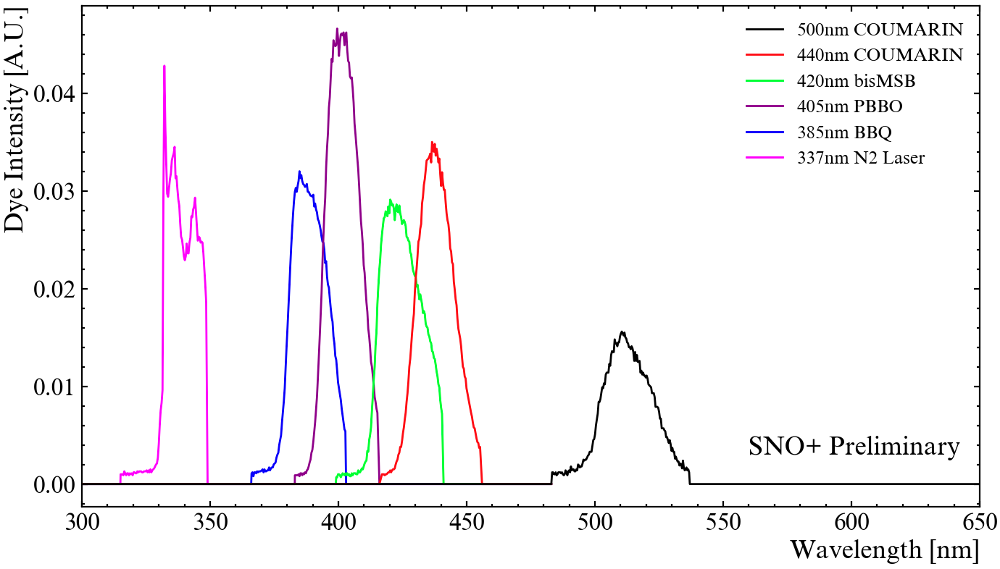 Dye Intensity [A.U.]
500nm COUMARIN
440nm COUMARIN
420nm bisMSB
405nm PBBO
385nm BBQ
337nm N2 Laser
0.04
0.03
0.02
0.01
0.00
SNO+ Preliminary
300 350 400 450 500 550 600 650
Wavelength [nm]